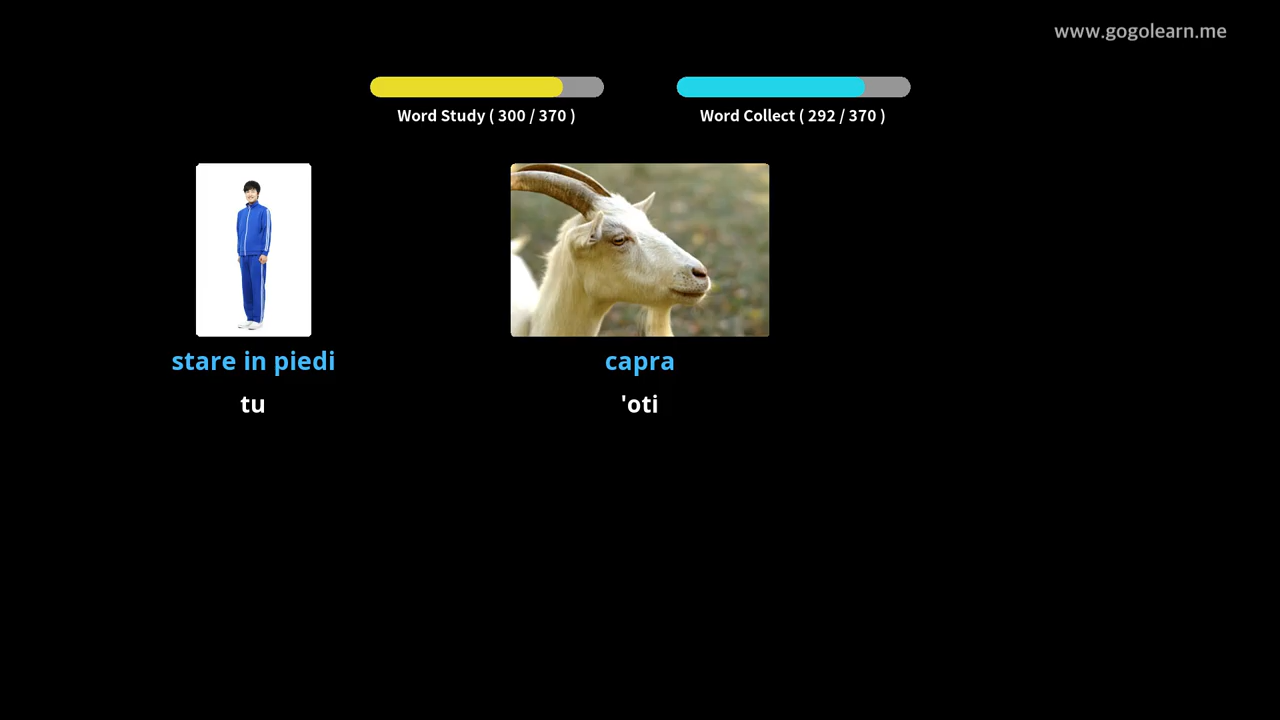 www.gogolearn.me
Word Study ( 300 / 370 )
Word Collect ( 292 / 370 )
stare in piedi
tu
capra
'oti